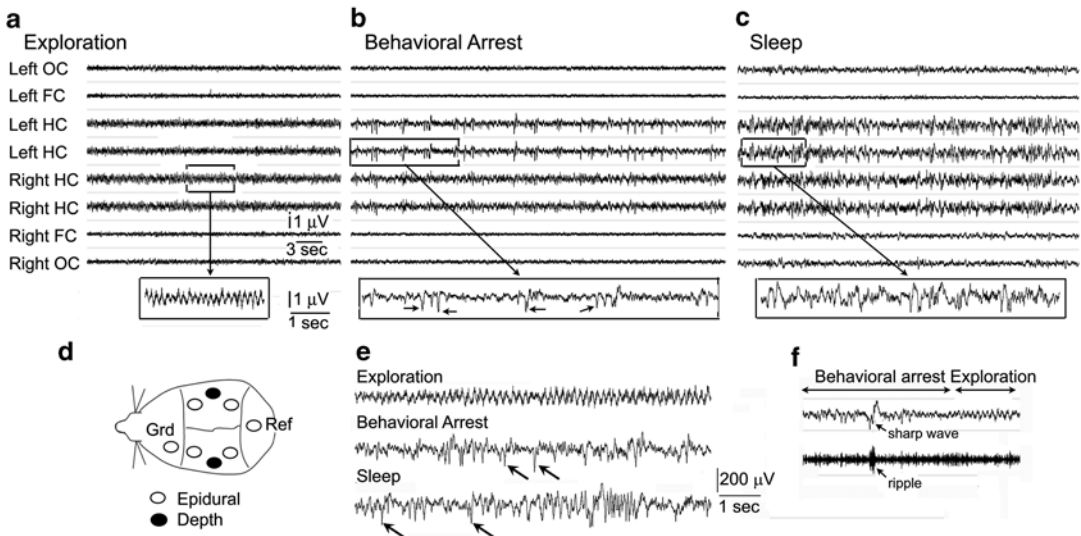 a
Exploration
Left OC
Left FC
Left HC
Left HC
Right HC
Right HC
Right FC
Right OC
1 μV
3 sec
1 μV
1 sec
b
Behavioral Arrest
c
Sleep
d
Grd
Ref
Epidural
Depth
e
Exploration
Behavioral Arrest
Sleep
200 μV
1 sec
f
Behavioral arrest Exploration
sharp wave
ripple